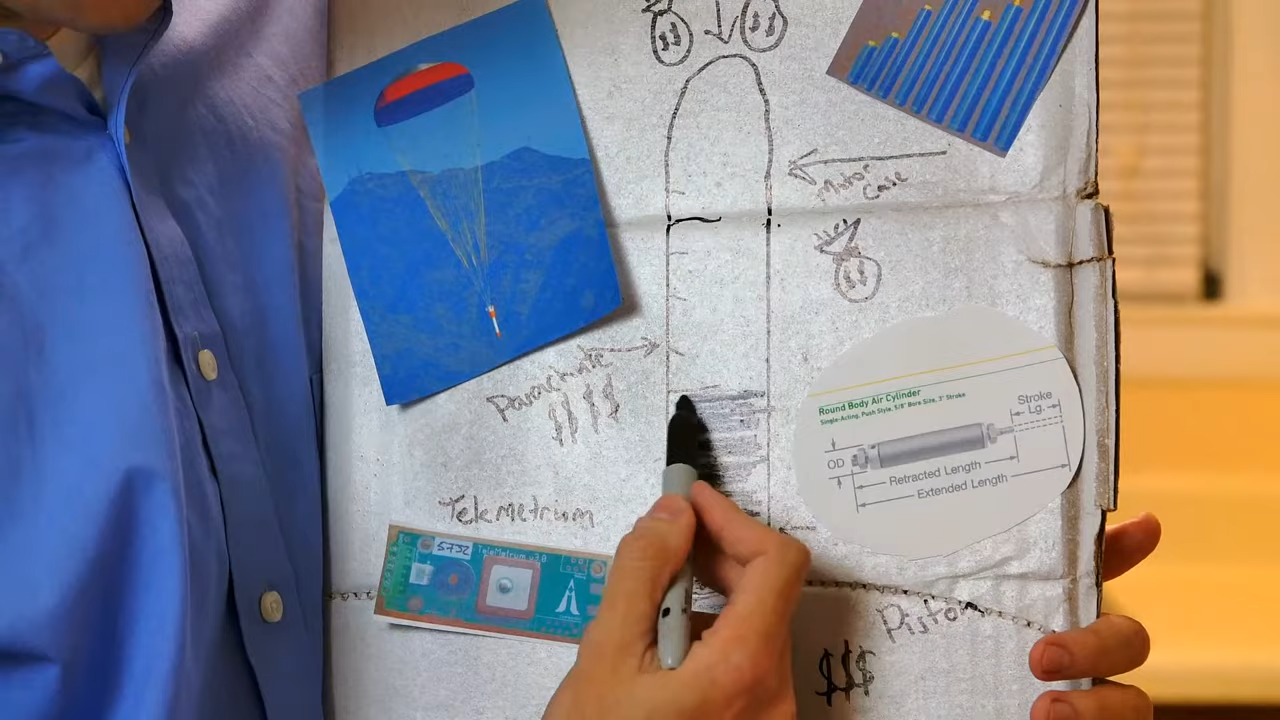 $$
$$
Motor
Case
Parachute
$$ $$
Round Body Air Cylinder
Single-Acting, Push Style, 5/8" Bore Size, 3" Stroke
Stroke
Lg.
OD
Retracted Length
Extended Length
Telemetrum
5732
TeleMetrum v3.0
Piston
$$$